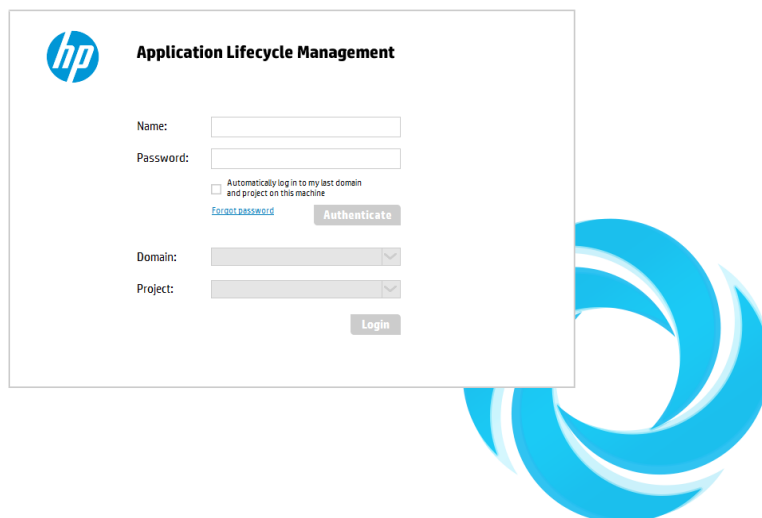 hp
Application Lifecycle Management
Name:
Password:
Automatically log in to my last domain
and project on this machine
Forgot password
Authenticate
Domain:
Project:
Login